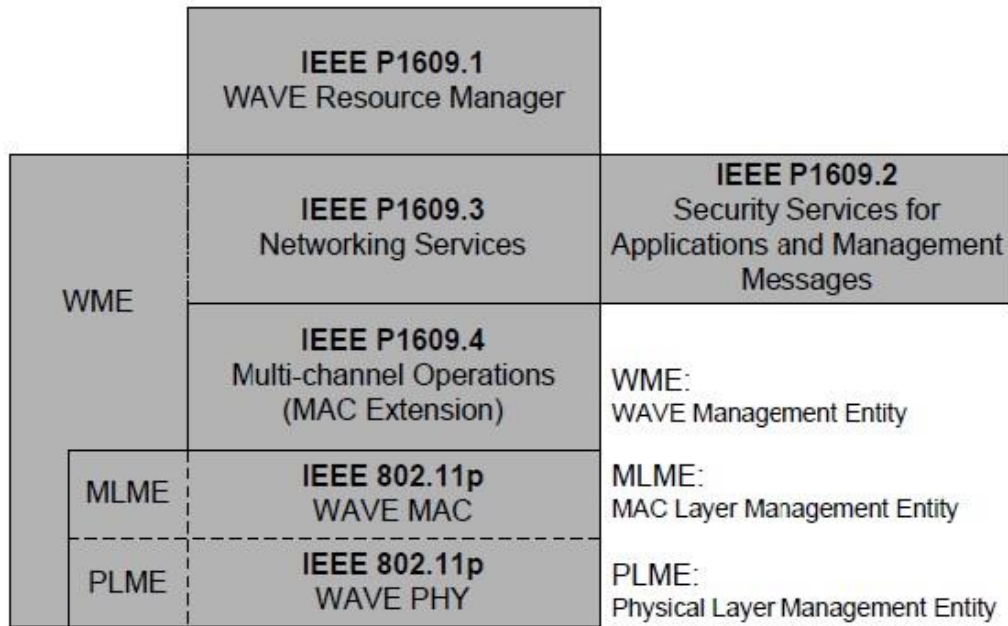 IEEE P1609.1
WAVE Resource Manager
IEEE P1609.2
Security Services for
Applications and Management
Messages
IEEE P1609.3
Networking Services
WME
IEEE P1609.4
Multi-channel Operations
(MAC Extension)
WME:
WAVE Management Entity
MLME
IEEE 802.11p
WAVE MAC
MLME:
MAC Layer Management Entity
PLME
IEEE 802.11p
WAVE PHY
PLME:
Physical Layer Management Entity